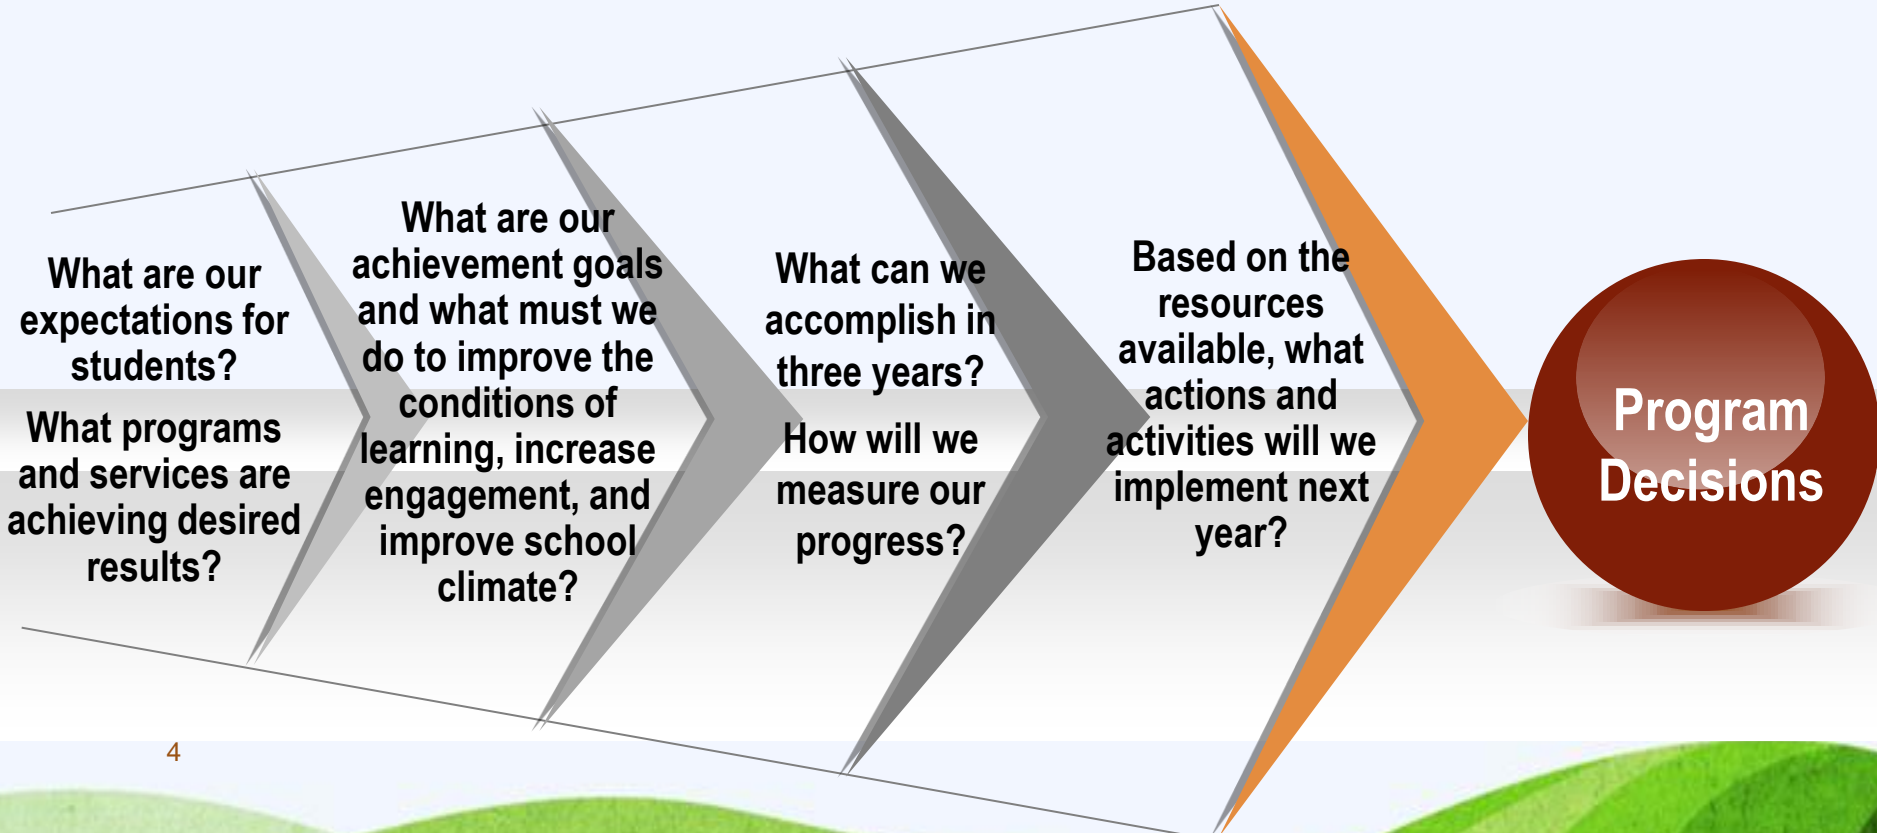 What are our
expectations for
students?
What programs
and services are
achieving desired
results?
What are our
achievement goals
and what must we
do to improve the
conditions of
learning, increase
engagement, and
improve school
climate?
What can we
accomplish in
three years?
How will we
measure our
progress?
Based on the
resources
available, what
actions and
activities will we
implement next
year?
Program
Decisions
4